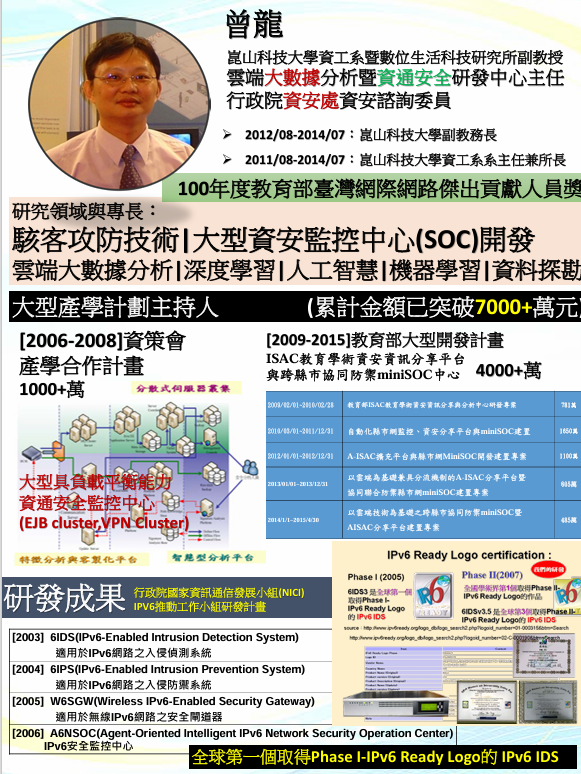 曾龍
崑山科技大學資工系暨數位生活科技研究所副教授
雲端大數據分析暨資通安全研發中心主任
行政院資安處資安諮詢委員
➢ 2012/08-2014/07：崑山科技大學副教務長
➢ 2011/08-2014/07：崑山科技大學資工系系主任兼所長
100年度教育部臺灣網際網路傑出貢獻人員獎
研究領域與專長：
駭客攻防技術|大型資安監控中心(SOC)開發
雲端大數據分析|深度學習|人工智慧|機器學習|資料探勘
大型產學計劃主持人 (累計金額已突破7000+萬元)
[2006-2008]資策會
產學合作計畫
1000+萬
分散式伺服器叢集
大型具負載平衡能力
資通安全監控中心
(EJB cluster,VPN Cluster)
特徵分析與客製化平台
智慧型分析平台
[2009-2015]教育部大型開發計畫
ISAC教育學術資安資訊分享平台
與跨縣市協同防禦miniSOC中心 4000+萬
2009/02/01-2010/02/28 教育部ISAC教育學術資安資訊分享與分析中心研發專案 781萬
2010/03/01-2011/12/31 自動化縣市網監控、資安分享平台與miniSOC建置 1050萬
2012/01/01-2012/12/31 A-ISAC擴充平台與縣市網MiniSOC開發建置專案 1100萬
2013/01/01-2013/12/31 以雲端為基礎兼具分流機制的A-ISAC分享平台暨
協同聯合防禦縣市網miniSOC建置專案 605萬
2014/1/1-2015/4/30 以雲端技術為基礎之跨縣市協同防禦miniSOC暨
AISAC分享平台建置專案 485萬
研發成果
行政院國家資訊通信發展小組(NICI)
IPV6推動工作小組研發計畫
[2003] 6IDS(IPv6-Enabled Intrusion Detection System)
適用於IPv6網路之入侵偵測系統
[2004] 6IPS(IPv6-Enabled Intrusion Prevention System)
適用於IPv6網路之入侵防禦系統
[2005] W6SGW(Wireless IPv6-Enabled Security Gateway)
適用於無線IPv6網路之安全閘道器
[2006] A6NSOC(Agent-Oriented Intelligent IPv6 Network Security Operation Center)
IPv6安全監控中心
IPv6 Ready Logo certification :
Phase I (2005)
6IDS3 是全球第一
個取得Phase I-
IPv6 Ready Logo
的 IPv6 IDS
Phase II(2007)
我們的研發
全國學術界第1個取得Phase II-
IPv6 Ready Logo的作品
6IDSv3.5 是全球第3個取得Phase II-
IPv6 Ready Logo的 IPv6 IDS
全球第一個取得Phase I-IPv6 Ready Logo的 IPv6 IDS